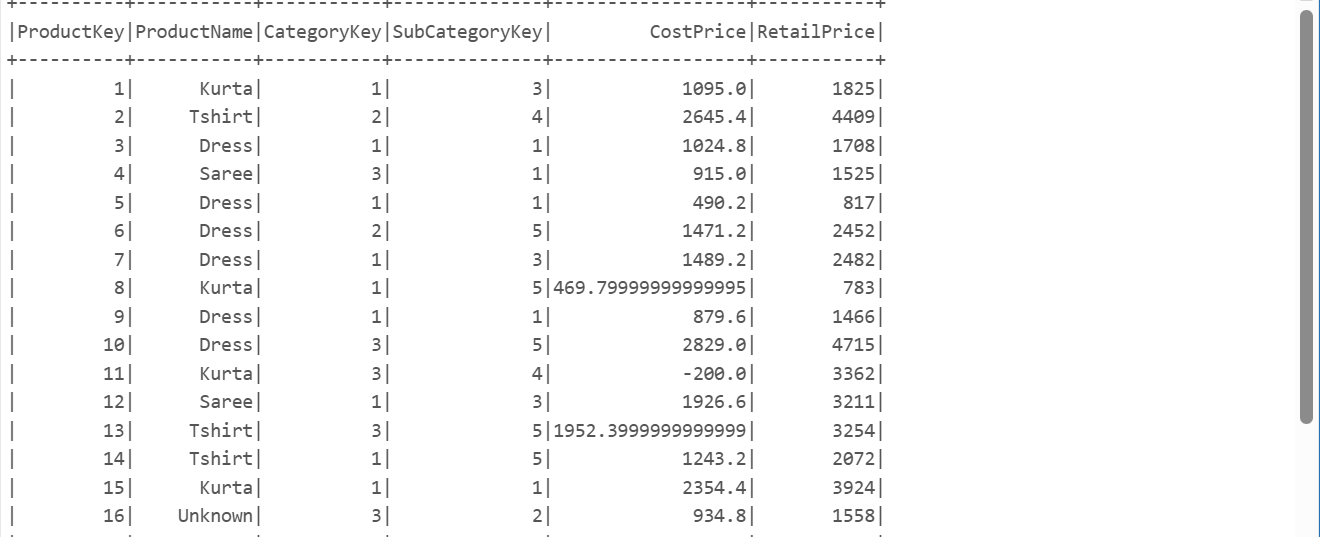 +----------+-----------+-----------+--------------+-----------------+-----------+
|ProductKey|ProductName|CategoryKey|SubCategoryKey|        CostPrice|RetailPrice|
+----------+-----------+-----------+--------------+-----------------+-----------+
|         1|      Kurta|          1|             3|           1095.0|       1825|
|         2|     Tshirt|          2|             4|           2645.4|       4409|
|         3|      Dress|          1|             1|           1024.8|       1708|
|         4|      Saree|          3|             1|            915.0|       1525|
|         5|      Dress|          1|             1|            490.2|        817|
|         6|      Dress|          2|             5|           1471.2|       2452|
|         7|      Dress|          1|             3|           1489.2|       2482|
|         8|      Kurta|          1|             5|469.79999999999995|        783|
|         9|      Dress|          1|             1|            879.6|       1466|
|        10|      Dress|          3|             5|           2829.0|       4715|
|        11|      Kurta|          3|             4|           -200.0|       3362|
|        12|      Saree|          1|             3|           1926.6|       3211|
|        13|     Tshirt|          3|             5|1952.3999999999999|       3254|
|        14|     Tshirt|          1|             5|           1243.2|       2072|
|        15|      Kurta|          1|             1|           2354.4|       3924|
|        16|    Unknown|          3|             2|            934.8|       1558|